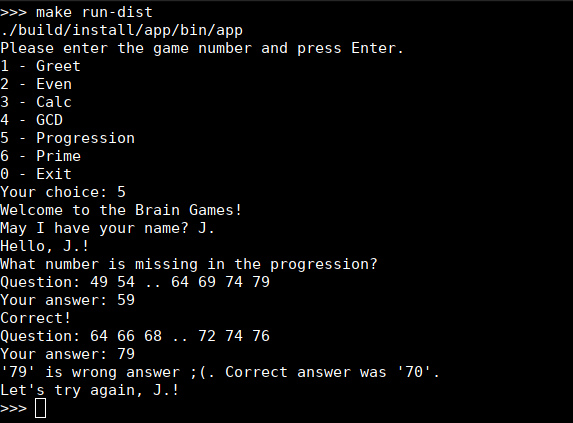 >>> make run-dist
./build/install/app/bin/app
Please enter the game number and press Enter.
1 - Greet
2 - Even
3 - Calc
4 - GCD
5 - Progression
6 - Prime
0 - Exit
Your choice: 5
Welcome to the Brain Games!
May I have your name? J.
Hello, J.!
What number is missing in the progression?
Question: 49 54 .. 64 69 74 79
Your answer: 59
Correct!
Question: 64 66 68 .. 72 74 76
Your answer: 79
'79' is wrong answer ;(. Correct answer was '70'.
Let's try again, J.!
>>>